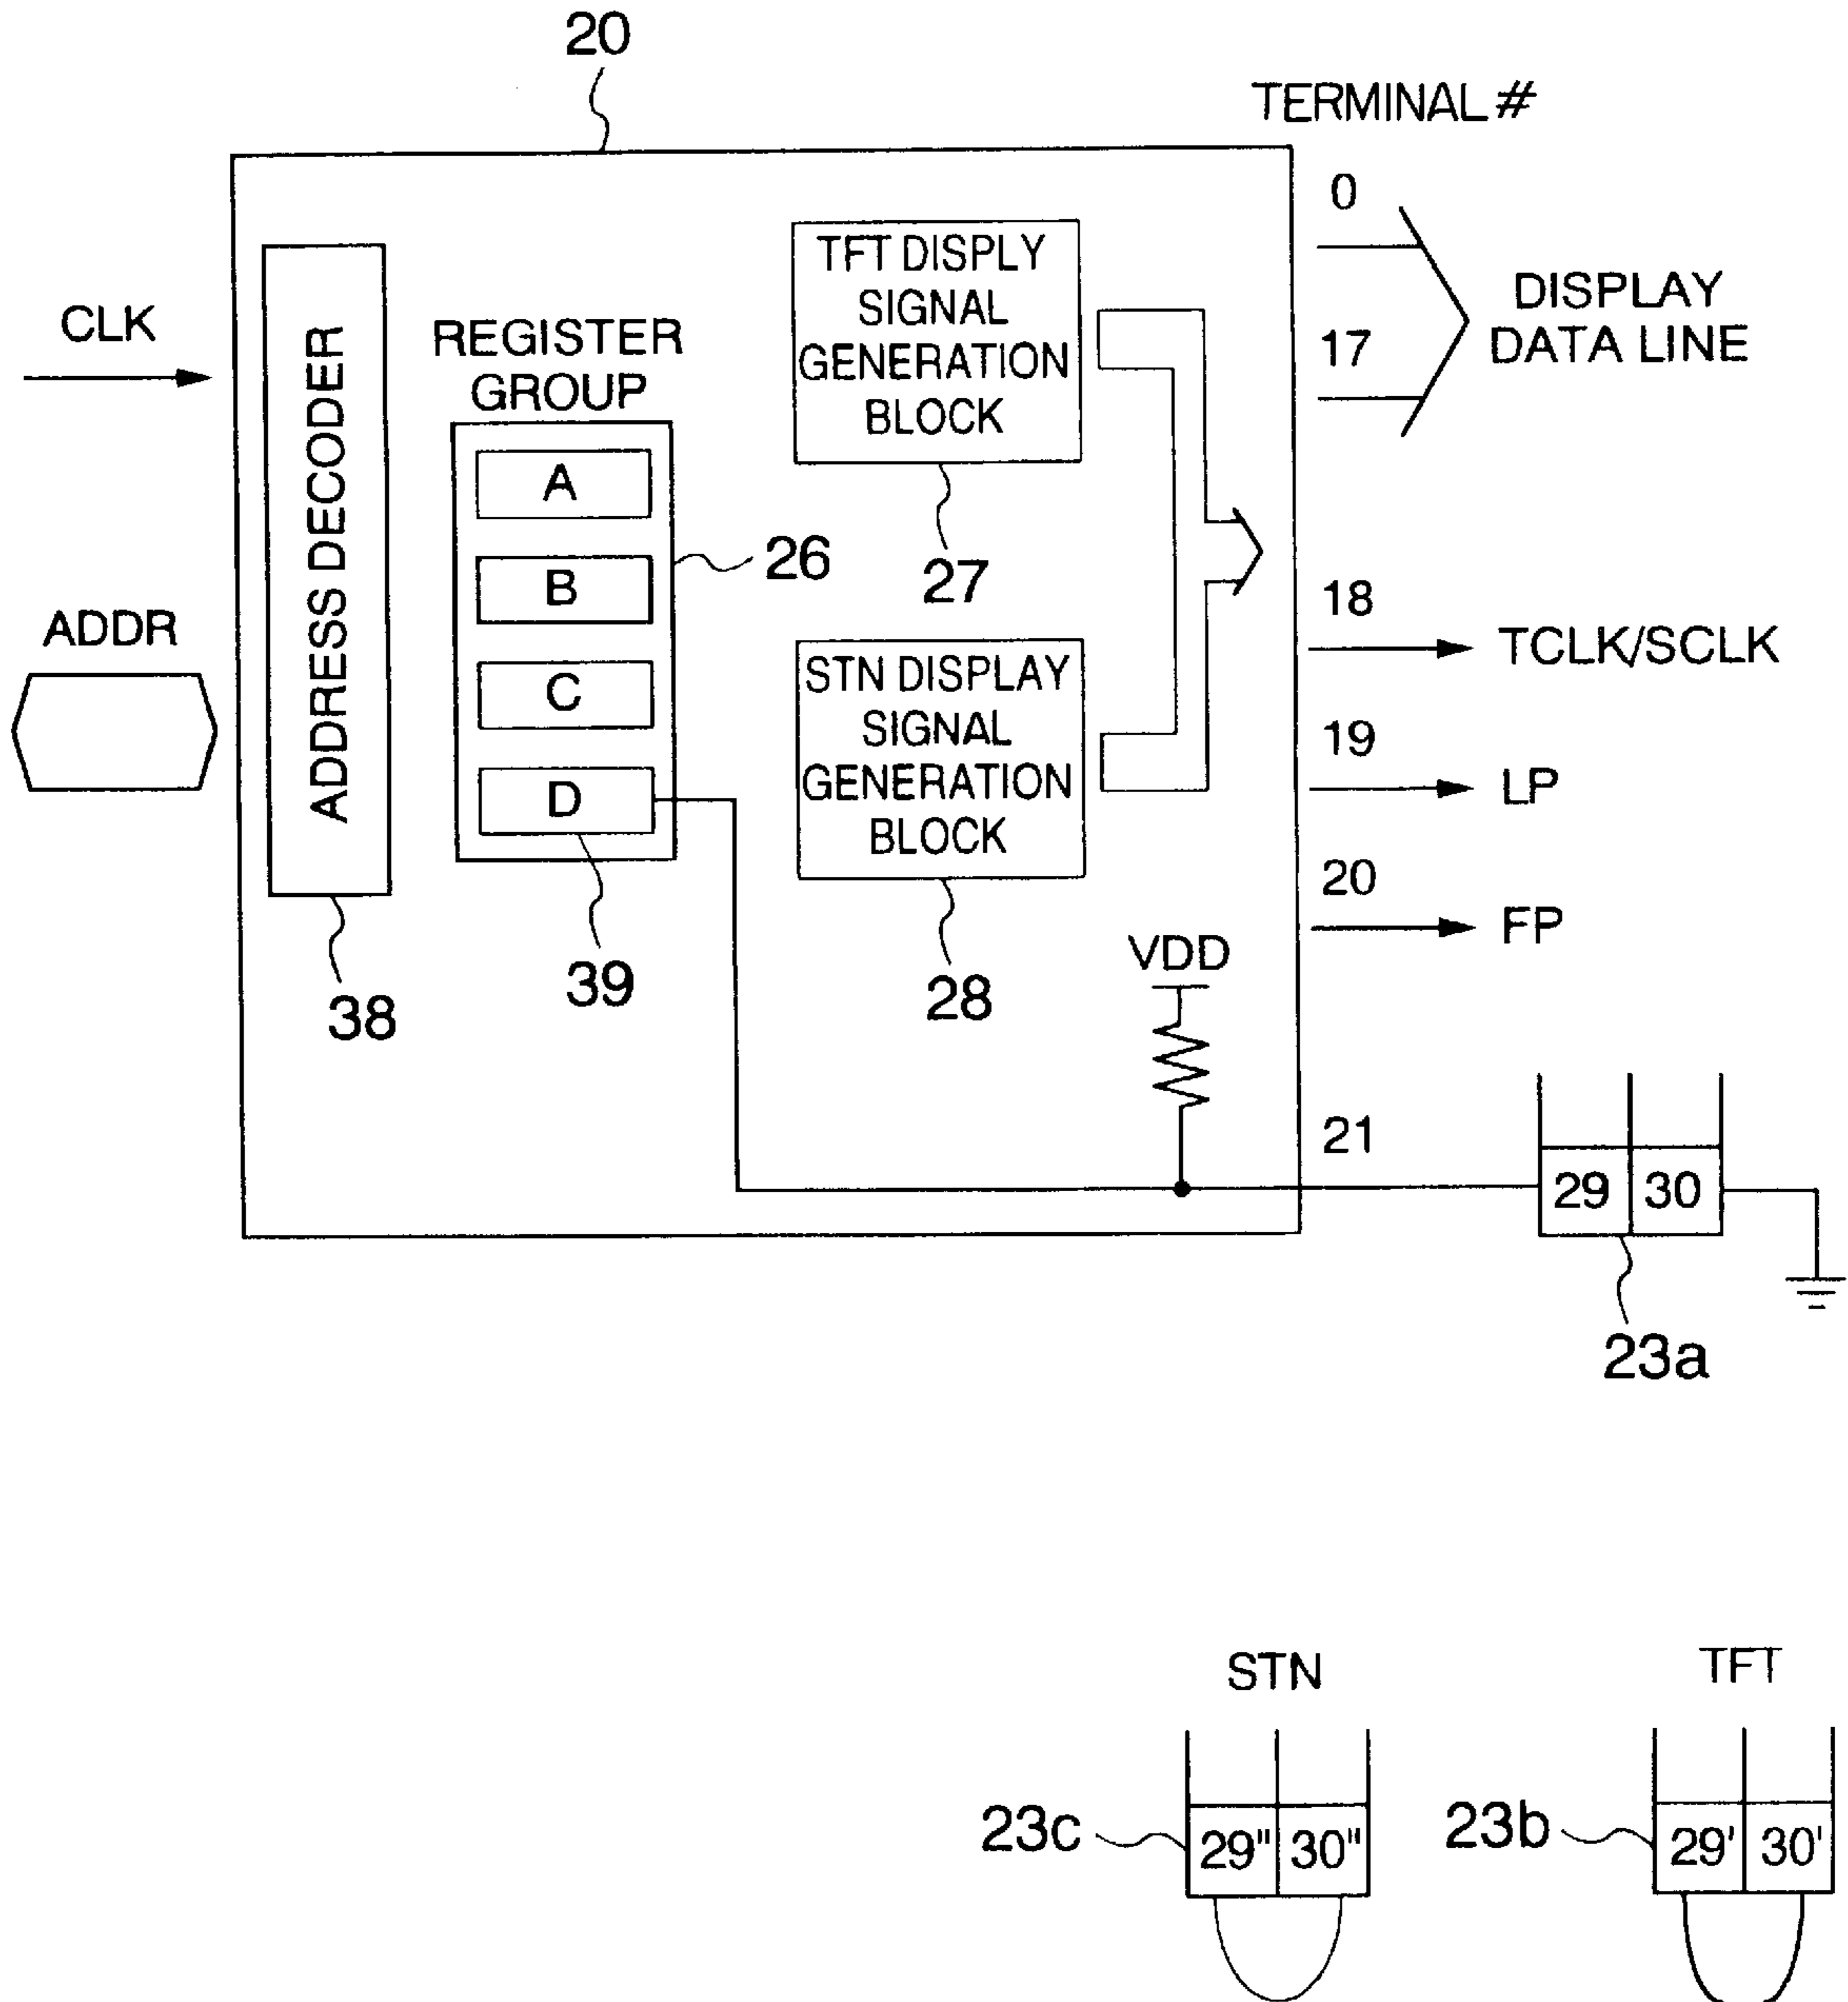 20
TERMINAL #
0
17
DISPLAY
DATA LINE
CLK
ADDR
ADDRESS DECODER
38
REGISTER
GROUP
A
B
C
D
26
39
TFT DISPLY
SIGNAL
GENERATION
BLOCK
27
STN DISPLAY
SIGNAL
GENERATION
BLOCK
28
18
TCLK/SCLK
19
LP
20
FP
VDD
21
29
30
23a
STN
23c
29"
30"
TFT
23b
29'
30'